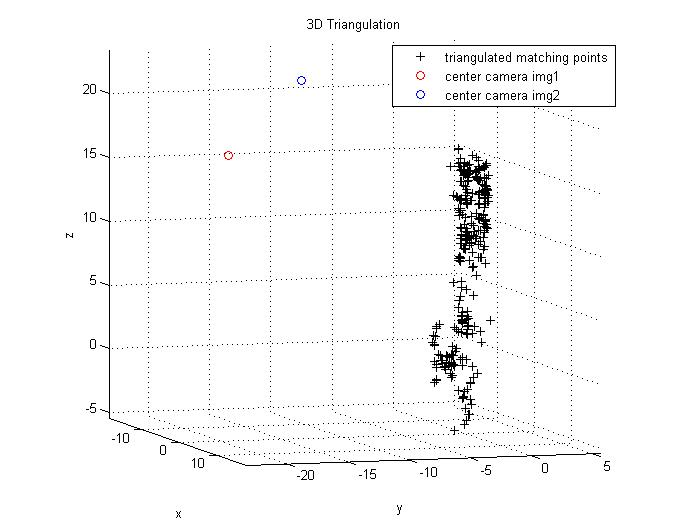 3D Triangulation
triangulated matching points
center camera img1
center camera img2
20
15
10
5
0
-5
z
-10
0
10
x
-20
-15
-10
-5
0
5
y